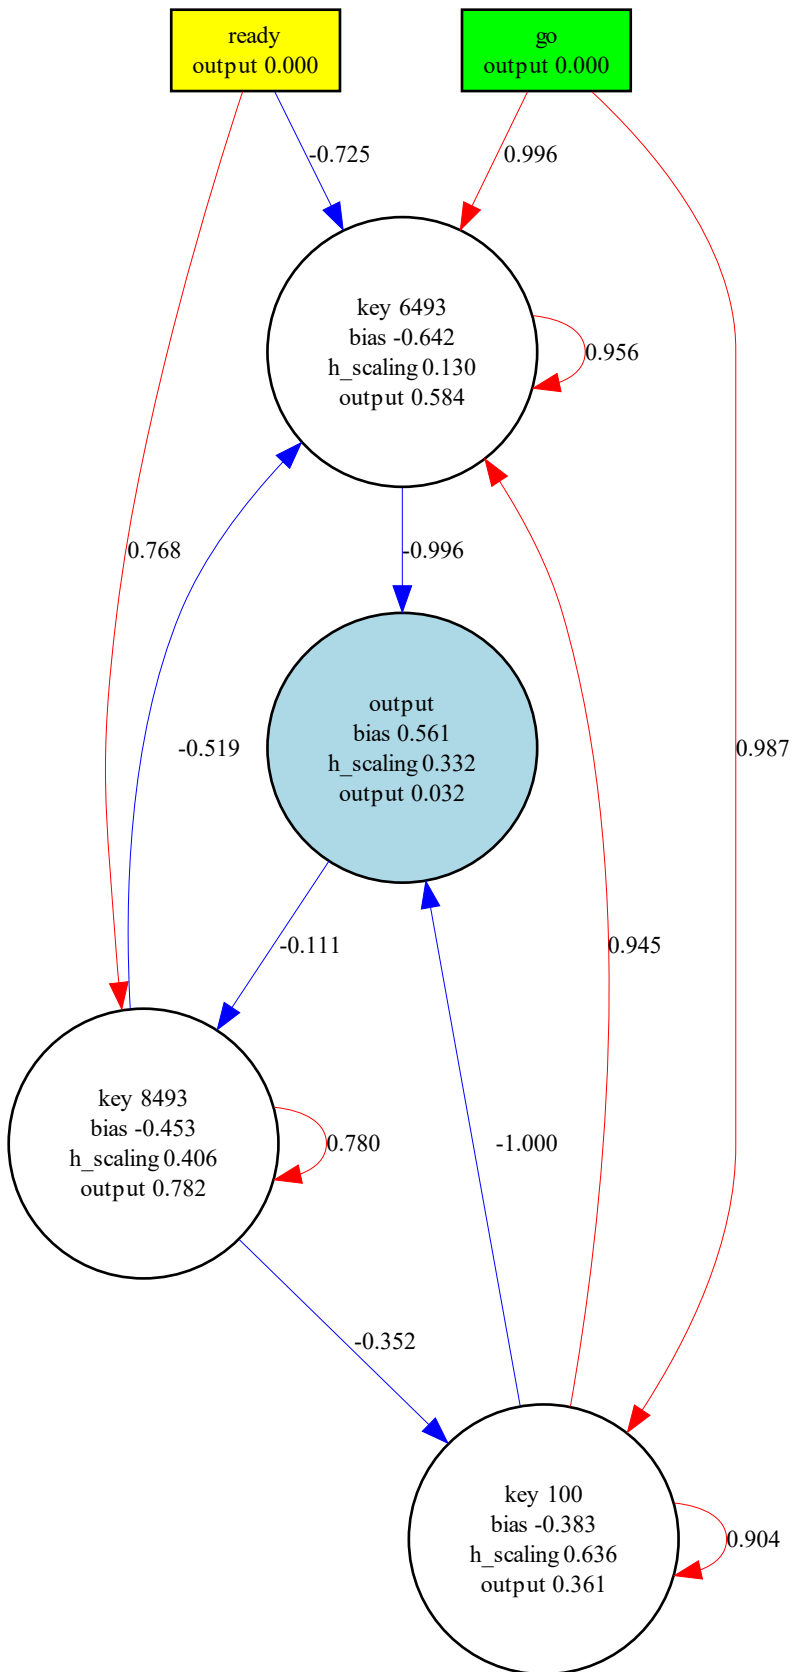 ready
output 0.000
go
output 0.000
-0.725
0.996
key 6493
bias -0.642
h_scaling 0.130
output 0.584
0.956
0.768
-0.996
output
bias 0.561
h_scaling 0.332
output 0.032
-0.519
0.987
-0.111
0.945
key 8493
bias -0.453
h_scaling 0.406
output 0.782
0.780
-1.000
-0.352
key 100
bias -0.383
h_scaling 0.636
output 0.361
0.904